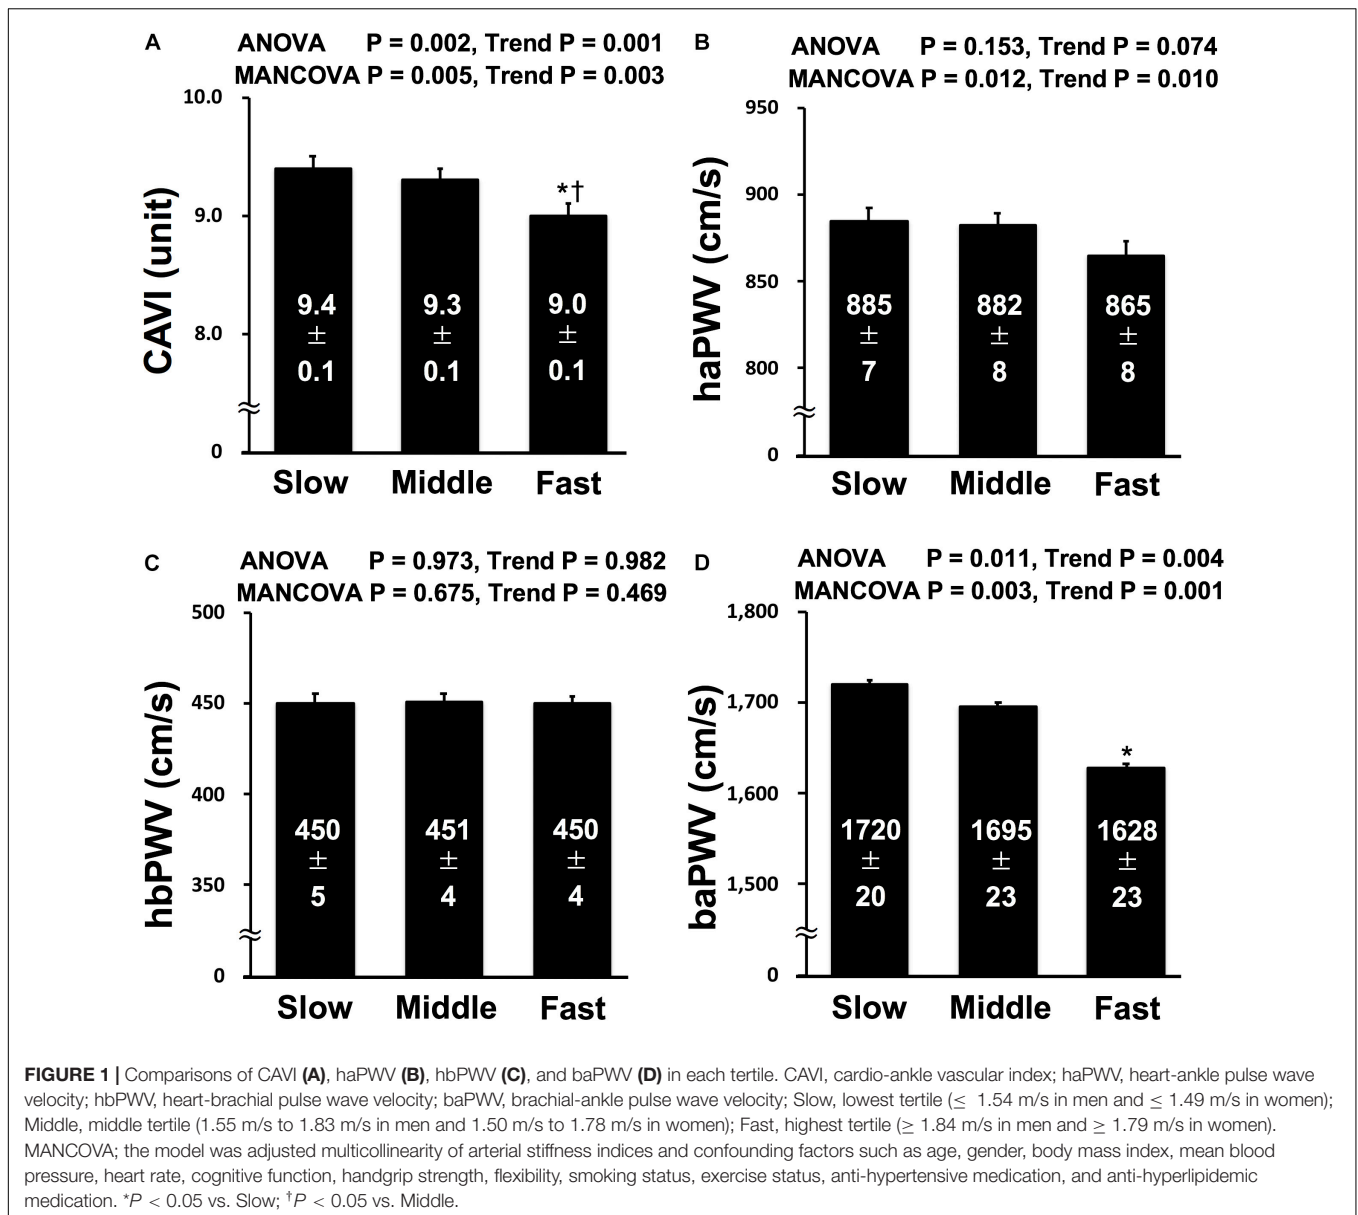 A
ANOVA P = 0.002, Trend P = 0.001
MANCOVA P = 0.005, Trend P = 0.003
CAVI (unit)
10.0
9.0
8.0
0
*†
9.4 ± 0.1
9.3 ± 0.1
9.0 ± 0.1
Slow Middle Fast
B
ANOVA P = 0.153, Trend P = 0.074
MANCOVA P = 0.012, Trend P = 0.010
haPWV (cm/s)
950
900
850
800
0
885 ± 7
882 ± 8
865 ± 8
Slow Middle Fast
C
ANOVA P = 0.973, Trend P = 0.982
MANCOVA P = 0.675, Trend P = 0.469
hbPWV (cm/s)
500
450
400
350
0
450 ± 5
451 ± 4
450 ± 4
Slow Middle Fast
D
ANOVA P = 0.011, Trend P = 0.004
MANCOVA P = 0.003, Trend P = 0.001
baPWV (cm/s)
1,800
1,700
1,600
1,500
0
*
1720 ± 20
1695 ± 23
1628 ± 23
Slow Middle Fast
FIGURE 1 | Comparisons of CAVI (A), haPWV (B), hbPWV (C), and baPWV (D) in each tertile. CAVI, cardio-ankle vascular index; haPWV, heart-ankle pulse wave
velocity; hbPWV, heart-brachial pulse wave velocity; baPWV, brachial-ankle pulse wave velocity; Slow, lowest tertile (≤ 1.54 m/s in men and ≤ 1.49 m/s in women);
Middle, middle tertile (1.55 m/s to 1.83 m/s in men and 1.50 m/s to 1.78 m/s in women); Fast, highest tertile (≥ 1.84 m/s in men and ≥ 1.79 m/s in women).
MANCOVA; the model was adjusted multicollinearity of arterial stiffness indices and confounding factors such as age, gender, body mass index, mean blood
pressure, heart rate, cognitive function, handgrip strength, flexibility, smoking status, exercise status, anti-hypertensive medication, and anti-hyperlipidemic
medication. *P < 0.05 vs. Slow; †P < 0.05 vs. Middle.